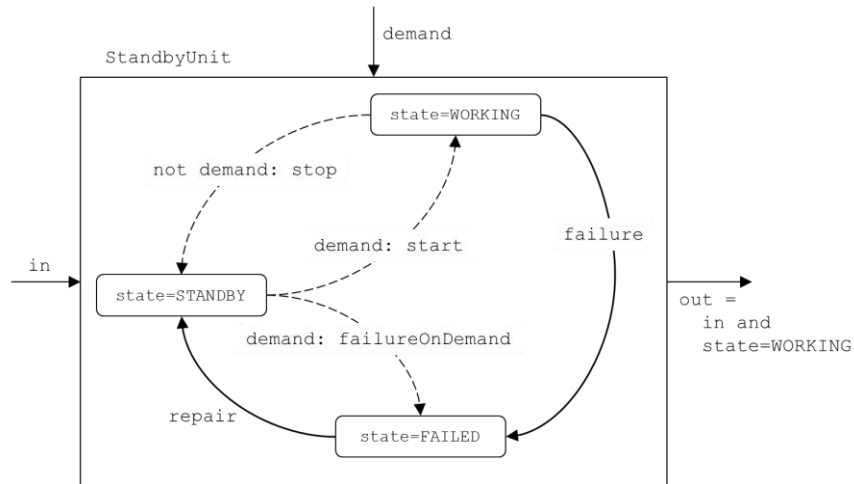 demand
StandbyUnit
state=WORKING
not demand: stop
demand: start
failure
in
state=STANDBY
out =
in and
state=WORKING
demand: failureOnDemand
repair
state=FAILED